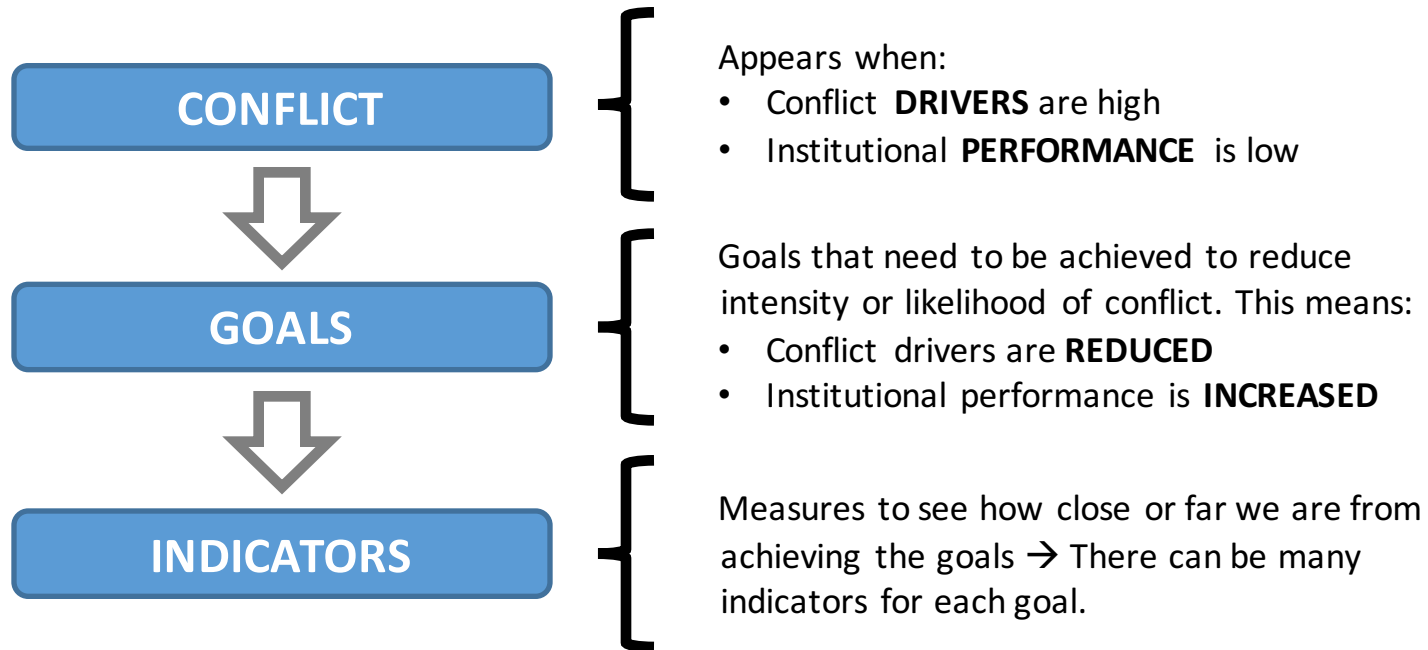 CONFLICT
Appears when:
• Conflict DRIVERS are high
• Institutional PERFORMANCE is low
GOALS
Goals that need to be achieved to reduce
intensity or likelihood of conflict. This means:
• Conflict drivers are REDUCED
• Institutional performance is INCREASED
INDICATORS
Measures to see how close or far we are from
achieving the goals → There can be many
indicators for each goal.